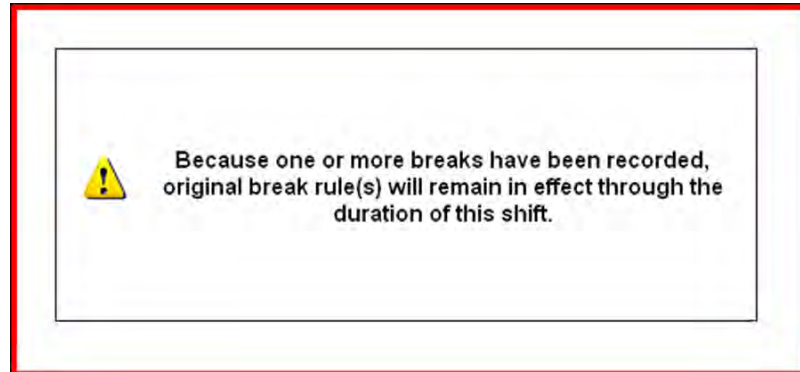 Because one or more breaks have been recorded,
original break rule(s) will remain in effect through the
duration of this shift.